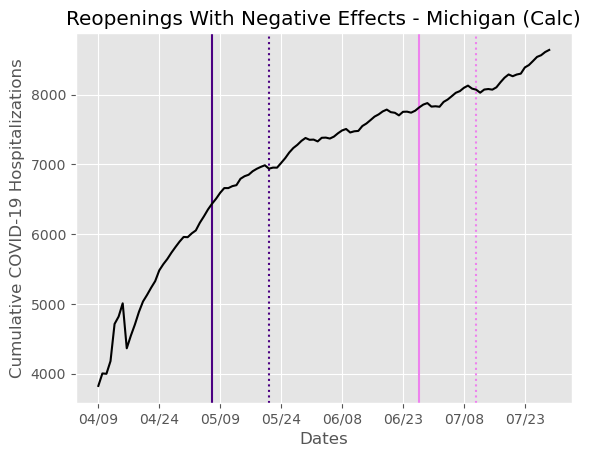 Reopenings With Negative Effects - Michigan (Calc)
Cumulative COVID-19 Hospitalizations
8000
7000
6000
5000
4000
04/09 04/24 05/09 05/24 06/08 06/23 07/08 07/23
Dates